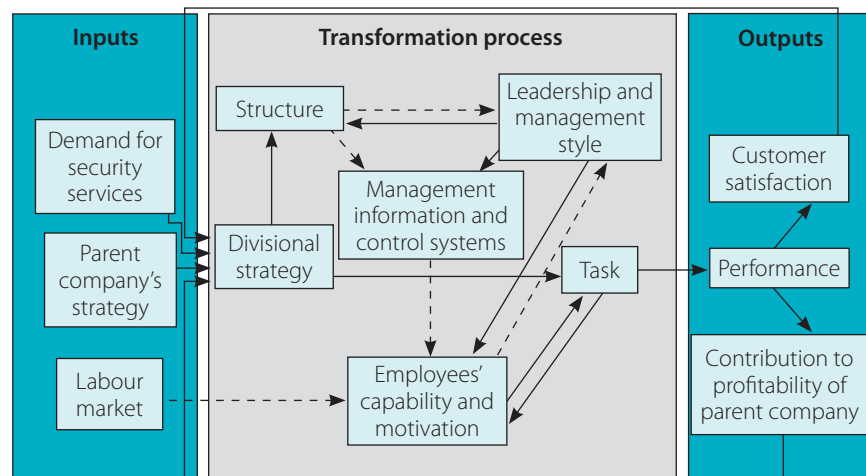 Inputs
Transformation process
Outputs
Demand for
security
services
Parent
company’s
strategy
Labour
market
Structure
Leadership and
management
style
Management
information and
control systems
Divisional
strategy
Task
Employees’
capability and
motivation
Customer
satisfaction
Performance
Contribution to
profitability of
parent company